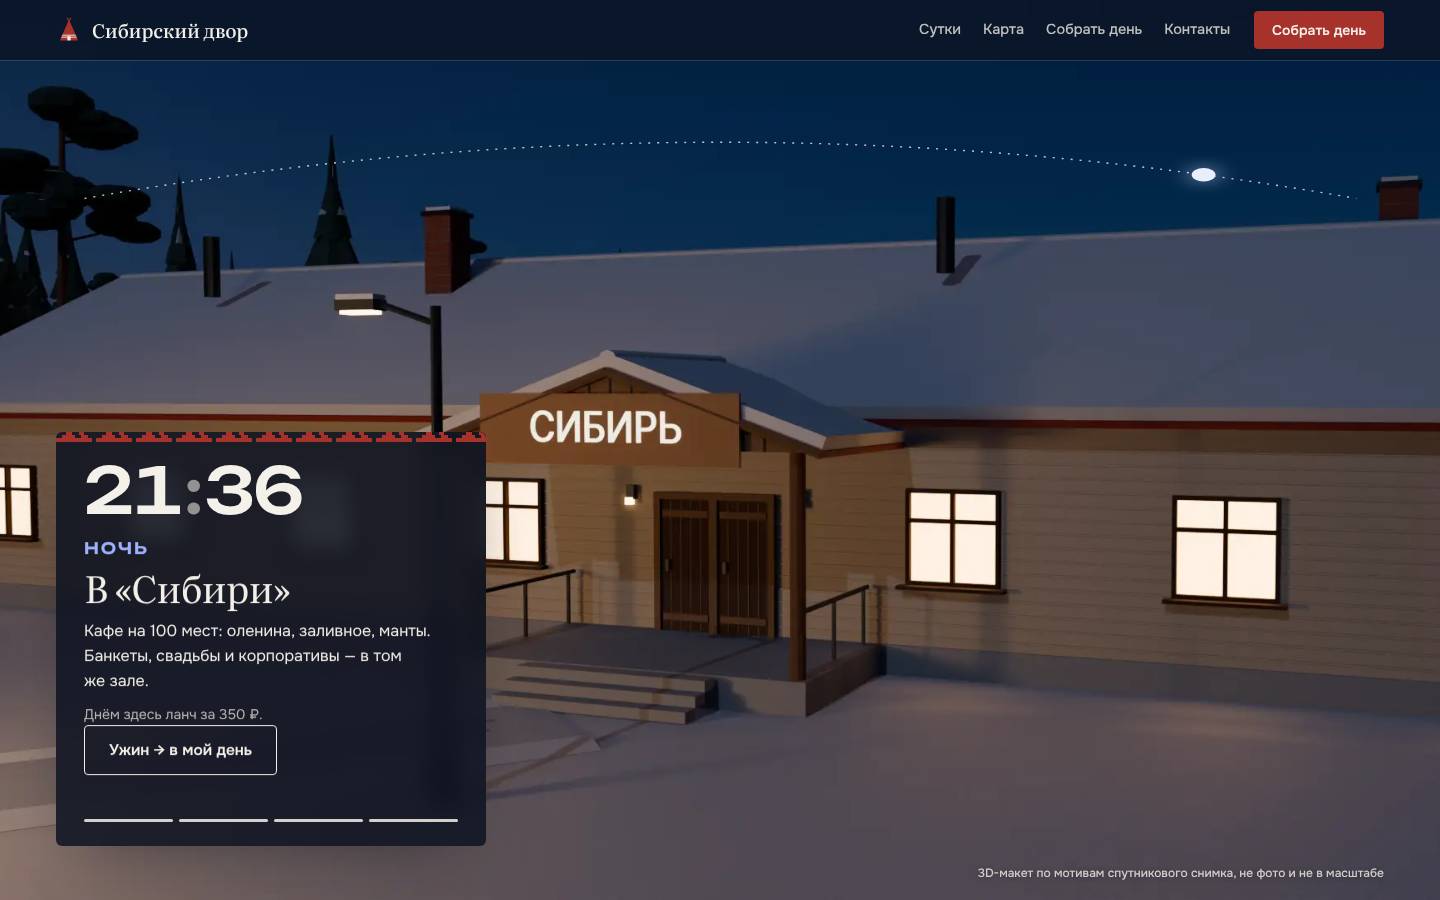 Сибирский двор
Сутки
Карта
Собрать день
Контакты
Собрать день
СИБИРЬ
21:36
НОЧЬ
В «Сибири»
Кафе на 100 мест: оленина, заливное, манты.
Банкеты, свадьбы и корпоративы — в том
же зале.
Днём здесь ланч за 350 ₽.
Ужин → в мой день
3D-макет по мотивам спутникового снимка, не фото и не в масштабе